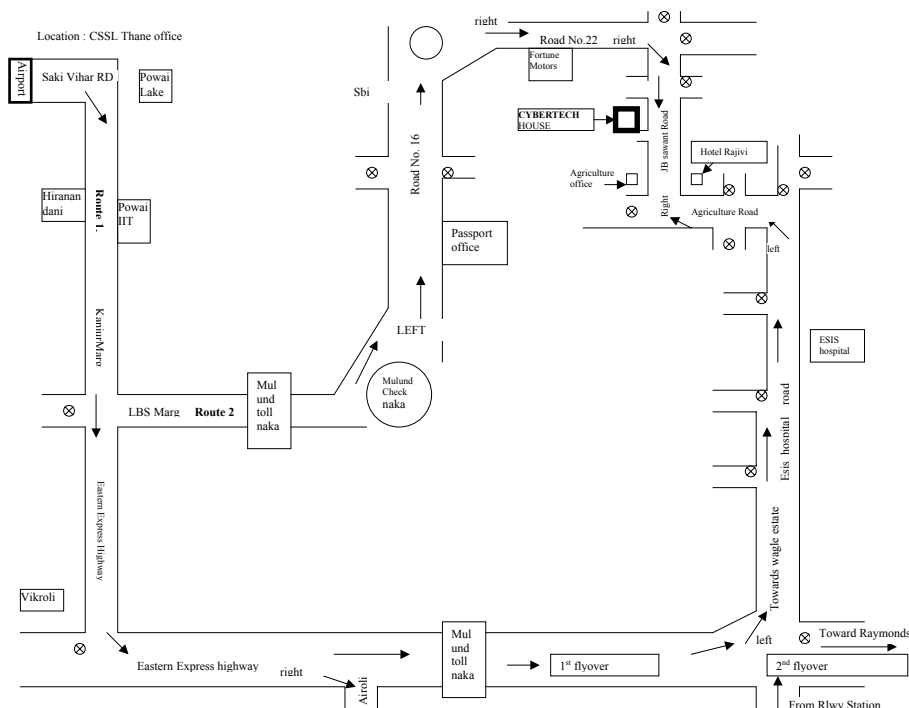 Location : CSSL Thane office
Airport
Saki Vihar RD
Powai
Lake
Hiranan
dani
Route 1.
Powai
IIT
KanjurMarg
LBS Marg Route 2
Mul
und
toll
naka
Mulund
Check
naka
LEFT
Passport
office
Road No. 16
Sbi
right
Road No.22
right
Fortune
Motors
CYBERTECH
HOUSE
JB sawant Road
Hotel Rajivi
Agriculture
office
Right
Agriculture Road
left
ESIS
hospital
Esis hospital road
Towards wagle estate
Eastern Express Highway
Vikroli
Eastern Express highway
right
Airoli
Mul
und
toll
naka
1st flyover
left
Toward Raymonds
2nd flyover
From Rlwy Station